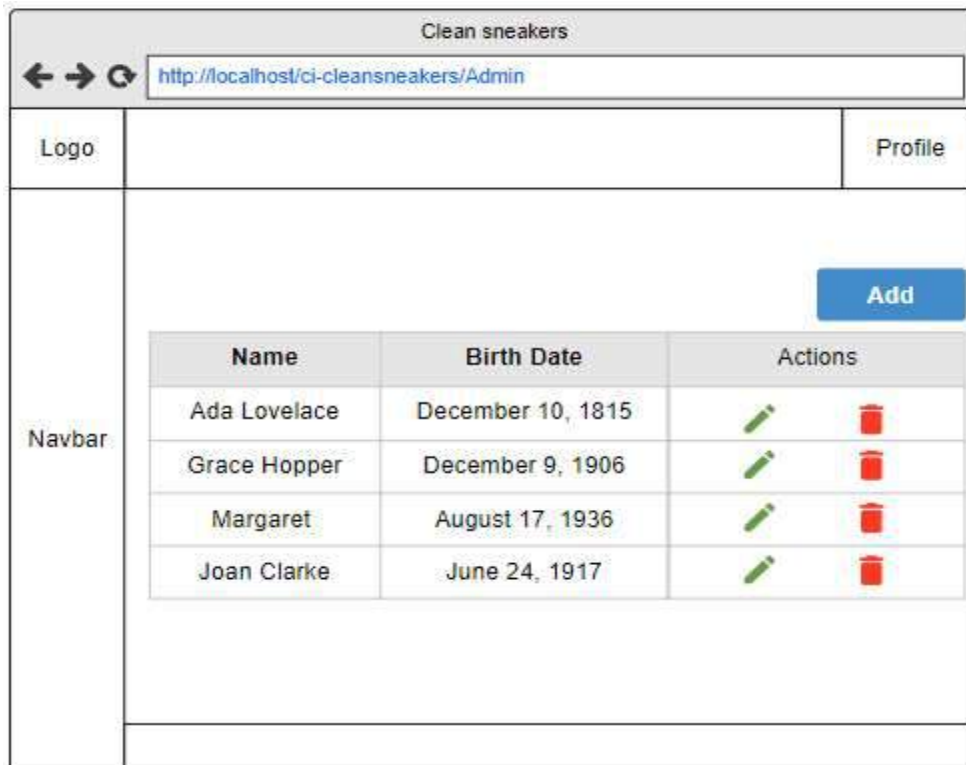 Clean sneakers
http://localhost/ci-cleansneakers/Admin
Logo
Profile
Add
Name Birth Date Actions
Ada Lovelace December 10, 1815
Navbar
Grace Hopper December 9, 1906
Margaret August 17, 1936
Joan Clarke June 24, 1917